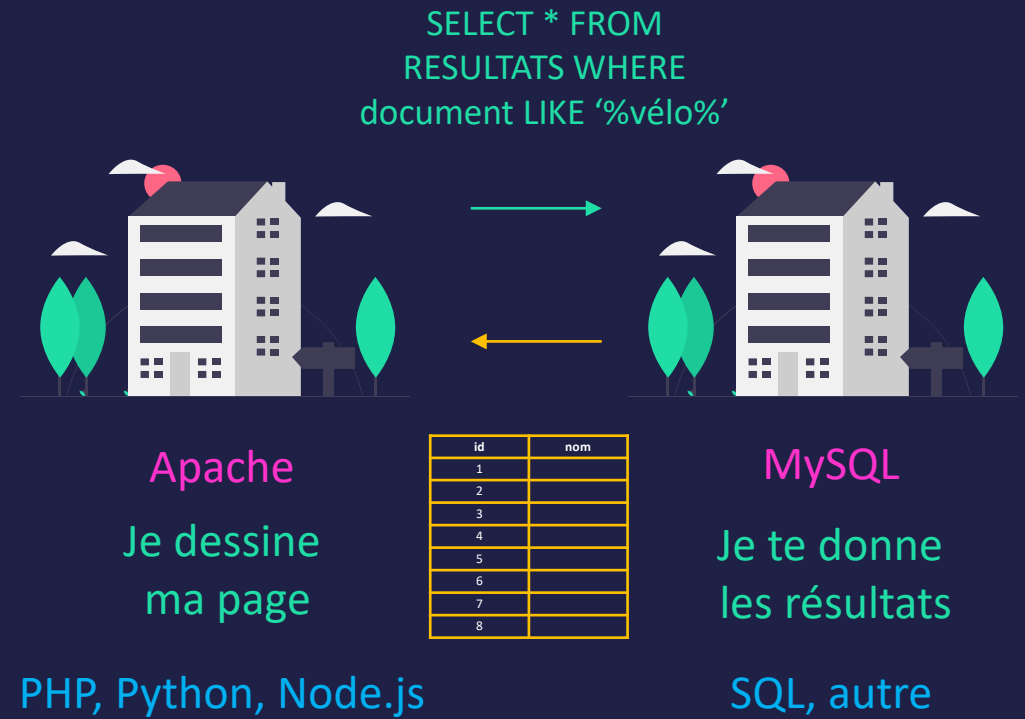 SELECT * FROM
RESULTATS WHERE
document LIKE ‘%vélo%’
Apache
Je dessine
ma page
PHP, Python, Node.js
id nom
1
2
3
4
5
6
7
8
MySQL
Je te donne
les résultats
SQL, autre